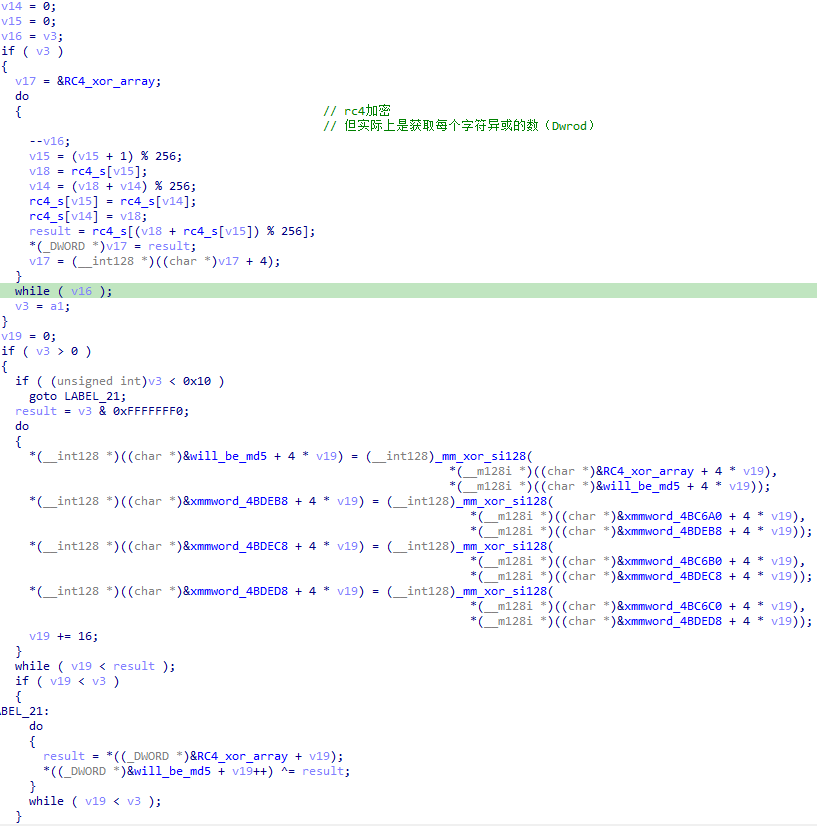 v14 = 0;
v15 = 0;
v16 = v3;
if ( v3 )
{
  v17 = &RC4_xor_array;
  do
  {                             // rc4加密
                                // 但实际上是获取每个字符异或的数（Dwrod）
    --v16;
    v15 = (v15 + 1) % 256;
    v18 = rc4_s[v15];
    v14 = (v18 + v14) % 256;
    rc4_s[v15] = rc4_s[v14];
    rc4_s[v14] = v18;
    result = rc4_s[(v18 + rc4_s[v15]) % 256];
    *(_DWORD *)v17 = result;
    v17 = (__int128 *)((char *)v17 + 4);
  }
  while ( v16 );
  v3 = a1;
}
v19 = 0;
if ( v3 > 0 )
{
  if ( (unsigned int)v3 < 0x10 )
    goto LABEL_21;
  result = v3 & 0xFFFFFFF0;
  do
  {
    *(__int128 *)((char *)&will_be_md5 + 4 * v19) = (__int128)_mm_xor_si128(
                                                      *(__m128i *)((char *)&RC4_xor_array + 4 * v19),
                                                      *(__m128i *)((char *)&will_be_md5 + 4 * v19));
    *(__int128 *)((char *)&xmmword_4BDEB8 + 4 * v19) = (__int128)_mm_xor_si128(
                                                         *(__m128i *)((char *)&xmmword_4BC6A0 + 4 * v19),
                                                         *(__m128i *)((char *)&xmmword_4BDEB8 + 4 * v19));
    *(__int128 *)((char *)&xmmword_4BDEC8 + 4 * v19) = (__int128)_mm_xor_si128(
                                                         *(__m128i *)((char *)&xmmword_4BC6B0 + 4 * v19),
                                                         *(__m128i *)((char *)&xmmword_4BDEC8 + 4 * v19));
    *(__int128 *)((char *)&xmmword_4BDED8 + 4 * v19) = (__int128)_mm_xor_si128(
                                                         *(__m128i *)((char *)&xmmword_4BC6C0 + 4 * v19),
                                                         *(__m128i *)((char *)&xmmword_4BDED8 + 4 * v19));
    v19 += 16;
  }
  while ( v19 < result );
  if ( v19 < v3 )
  {
ABEL_21:
    do
    {
      result = *((_DWORD *)&RC4_xor_array + v19);
      *((_DWORD *)&will_be_md5 + v19++) ^= result;
    }
    while ( v19 < v3 );
  }